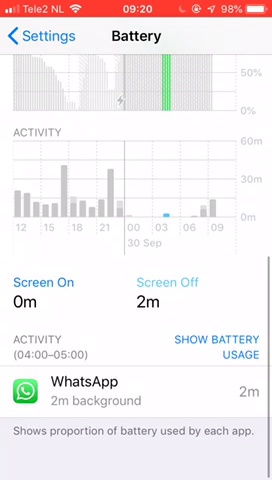 Tele2 NL 09:20 98%
Settings Battery
50%
0%
ACTIVITY
60m
30m
0m
12 15 18 21 00 03 06 09
30 Sep
Screen On Screen Off
0m 2m
ACTIVITY SHOW BATTERY
(04:00–05:00) USAGE
WhatsApp
2m background 2m
Shows proportion of battery used by each app.